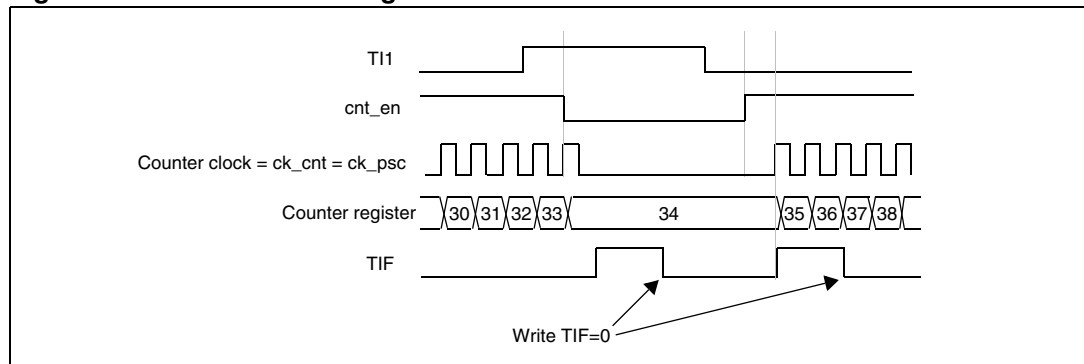 TI1
cnt_en
Counter clock = ck_cnt = ck_psc
Counter register 30 31 32 33 34 35 36 37 38
TIF
Write TIF=0